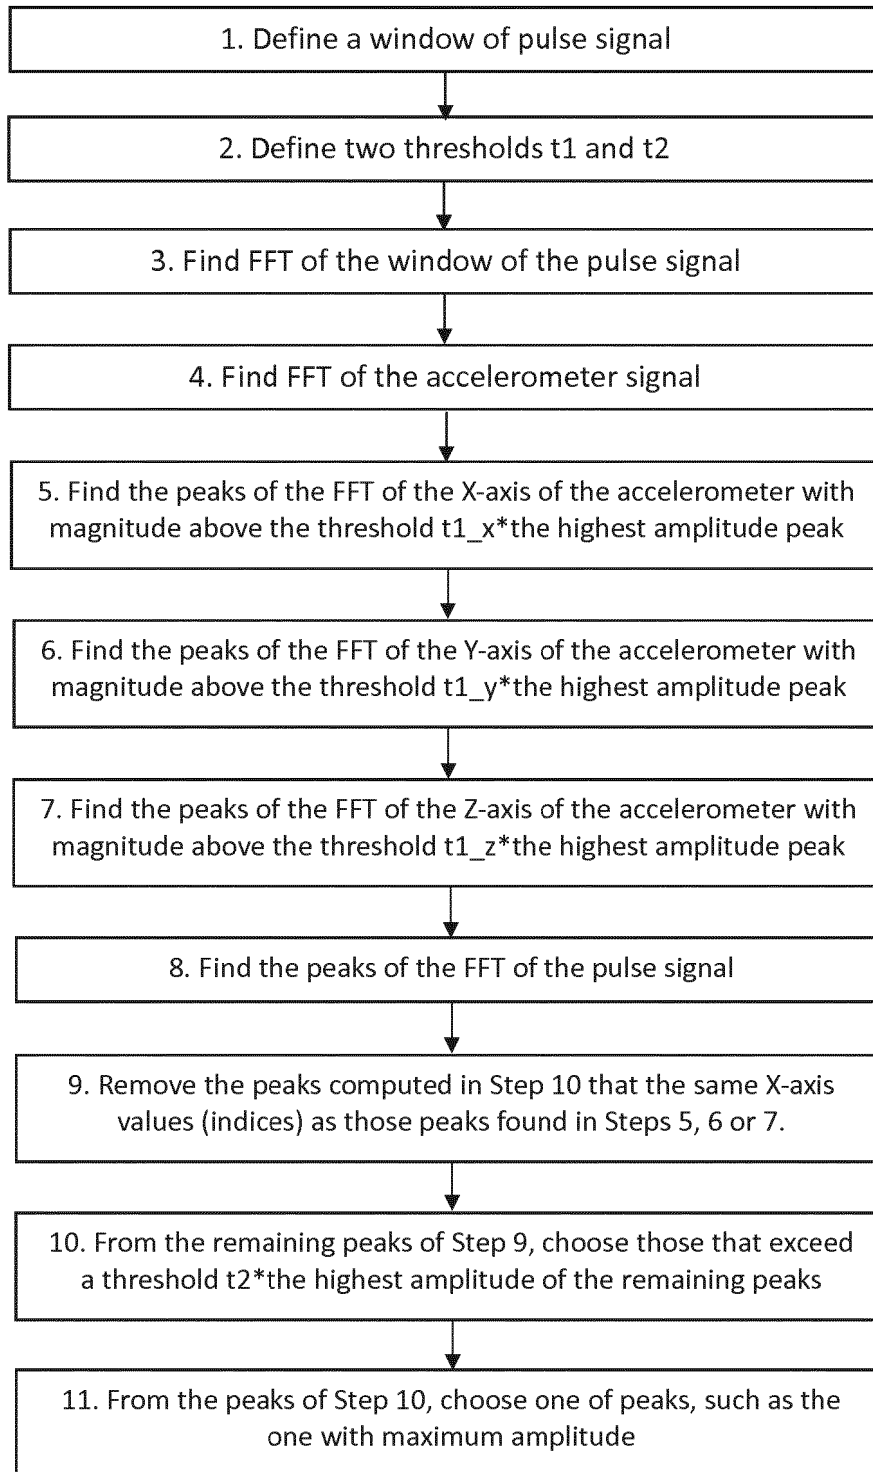 1. Define a window of pulse signal
2. Define two thresholds t1 and t2
3. Find FFT of the window of the pulse signal
4. Find FFT of the accelerometer signal
5. Find the peaks of the FFT of the X-axis of the accelerometer with
magnitude above the threshold t1_x*the highest amplitude peak
6. Find the peaks of the FFT of the Y-axis of the accelerometer with
magnitude above the threshold t1_y*the highest amplitude peak
7. Find the peaks of the FFT of the Z-axis of the accelerometer with
magnitude above the threshold t1_z*the highest amplitude peak
8. Find the peaks of the FFT of the pulse signal
9. Remove the peaks computed in Step 10 that the same X-axis
values (indices) as those peaks found in Steps 5, 6 or 7.
10. From the remaining peaks of Step 9, choose those that exceed
a threshold t2*the highest amplitude of the remaining peaks
11. From the peaks of Step 10, choose one of peaks, such as the
one with maximum amplitude